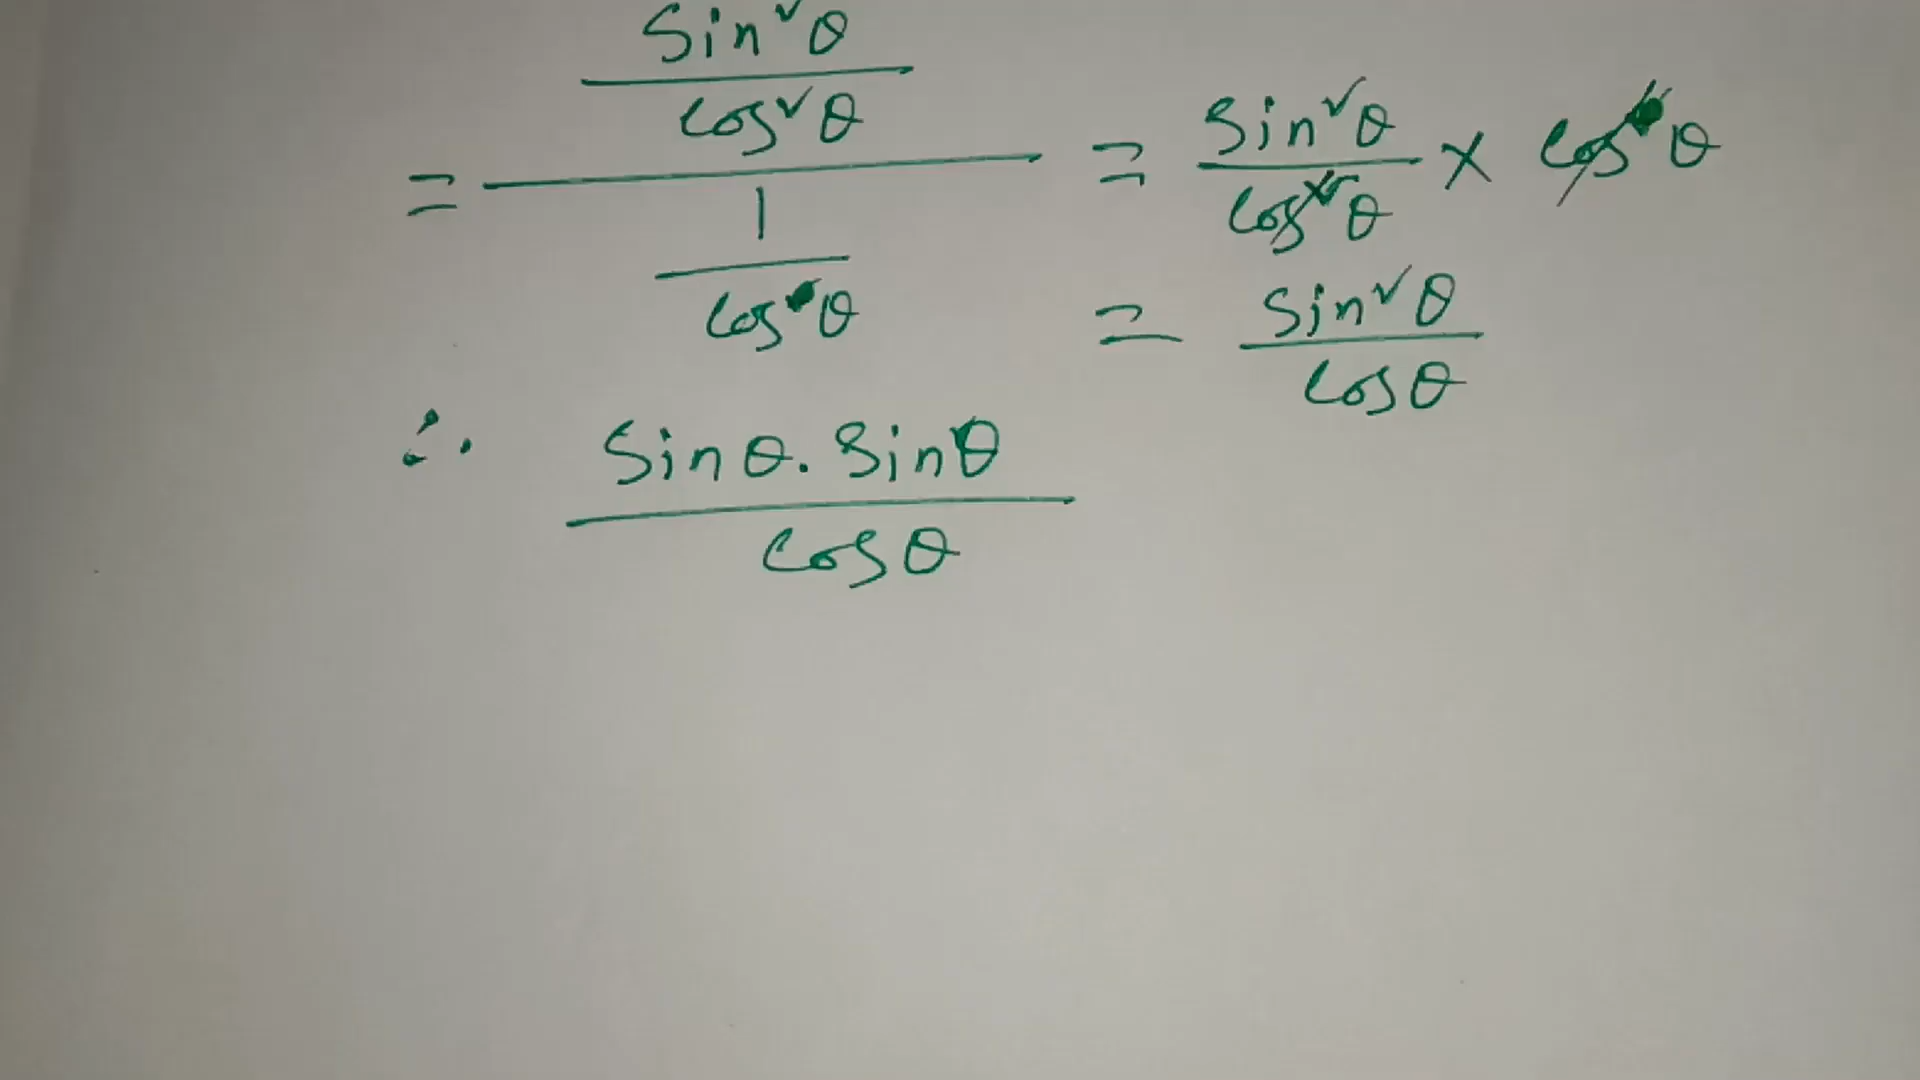 = (Sin²θ / cos²θ) / (1 / cosθ) = Sin²θ / cos²θ × cosθ
= Sin²θ / cosθ
∴ Sinθ . Sinθ / cosθ